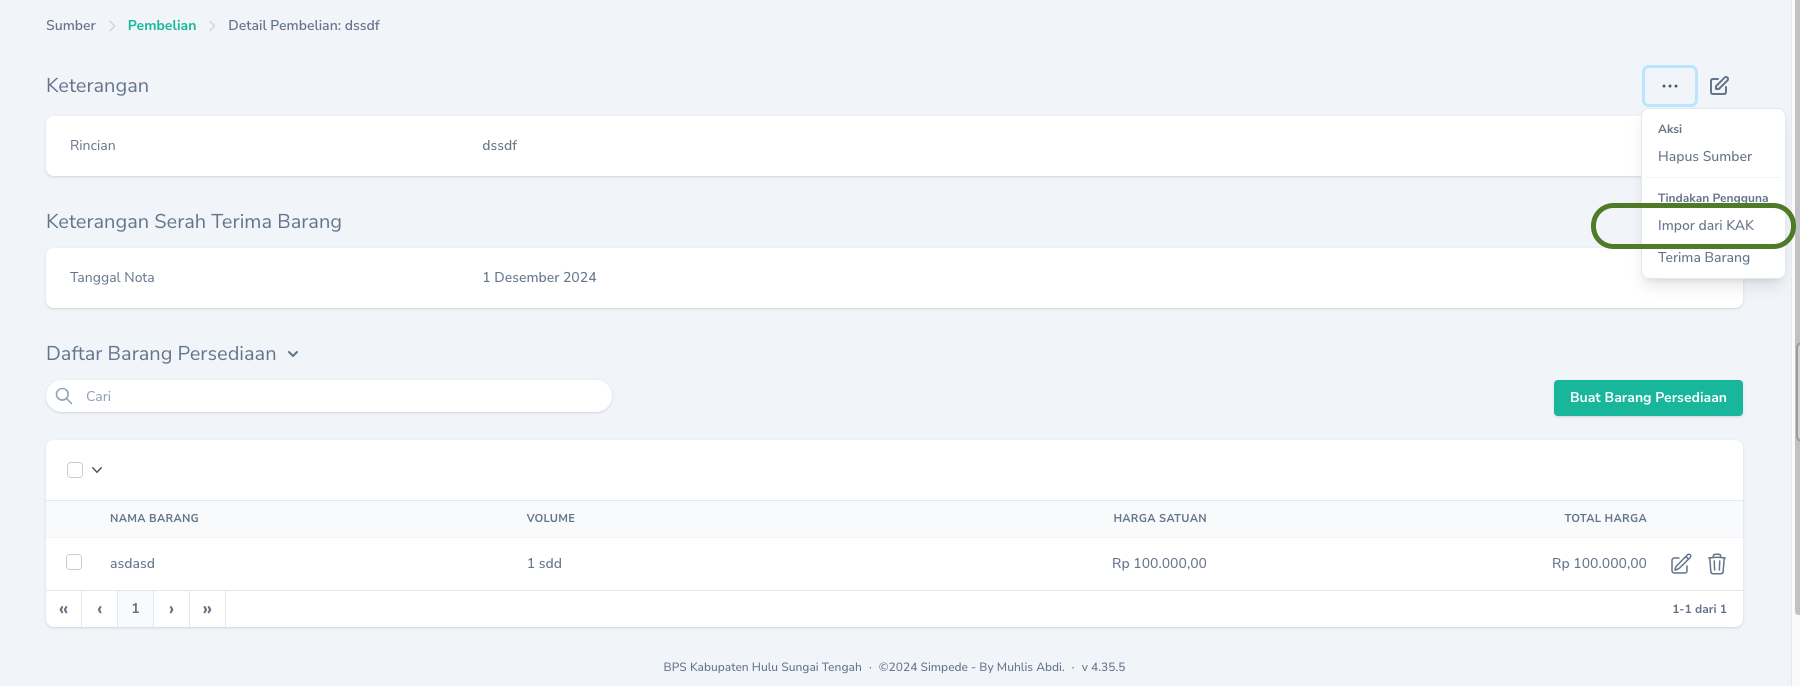 Sumber > Pembelian > Detail Pembelian: dssdf
Keterangan
...
Rincian dssdf
Aksi
Hapus Sumber
Tindakan Pengguna
Impor dari KAK
Terima Barang
Keterangan Serah Terima Barang
Tanggal Nota 1 Desember 2024
Daftar Barang Persediaan
Cari
Buat Barang Persediaan
NAMA BARANG VOLUME HARGA SATUAN TOTAL HARGA
asdasd 1 sdd Rp 100.000,00 Rp 100.000,00
« ‹ 1 › » 1-1 dari 1
BPS Kabupaten Hulu Sungai Tengah · ©2024 Simpede - By Muhlis Abdi. · v 4.35.5